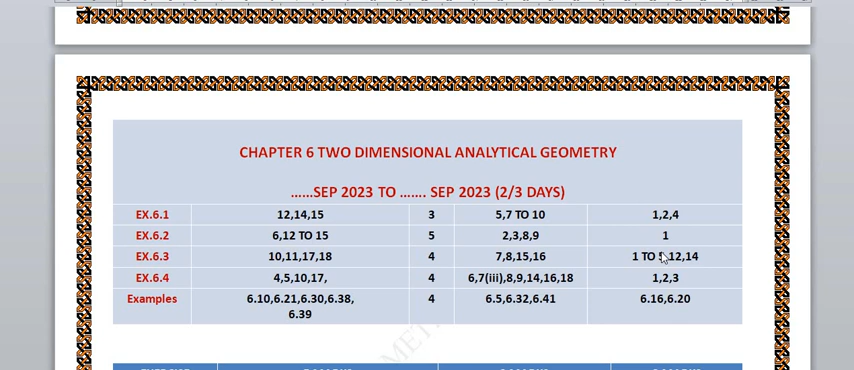 CHAPTER 6 TWO DIMENSIONAL ANALYTICAL GEOMETRY
......SEP 2023 TO ....... SEP 2023 (2/3 DAYS)
EX.6.1 12,14,15 3 5,7 TO 10 1,2,4
EX.6.2 6,12 TO 15 5 2,3,8,9 1
EX.6.3 10,11,17,18 4 7,8,15,16 1 TO 12,14
EX.6.4 4,5,10,17, 4 6,7(iii),8,9,14,16,18 1,2,3
Examples 6.10,6.21,6.30,6.38, 4 6.5,6.32,6.41 6.16,6.20
6.39